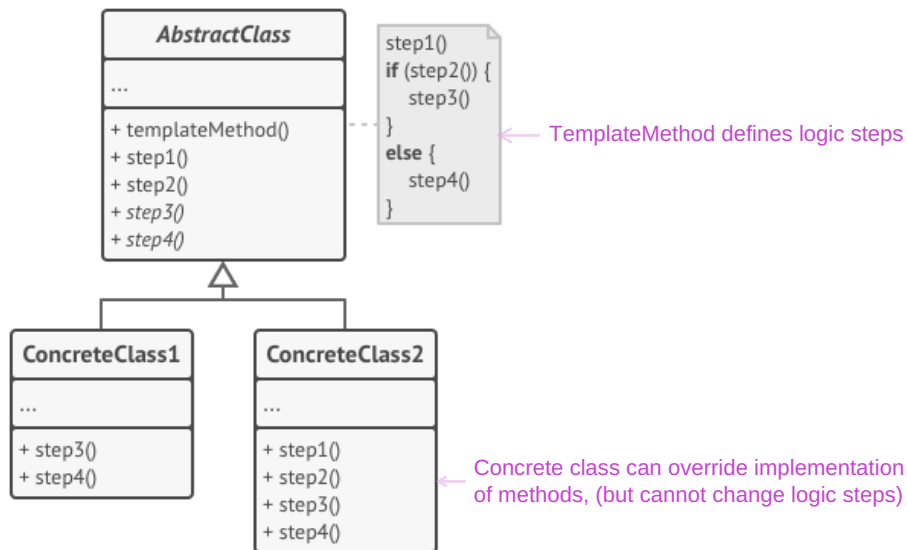 AbstractClass
...
+ templateMethod()
+ step1()
+ step2()
+ step3()
+ step4()
step1()
if (step2()) {
step3()
}
else {
step4()
}
TemplateMethod defines logic steps
ConcreteClass1
...
+ step3()
+ step4()
ConcreteClass2
...
+ step1()
+ step2()
+ step3()
+ step4()
Concrete class can override implementation
of methods, (but cannot change logic steps)